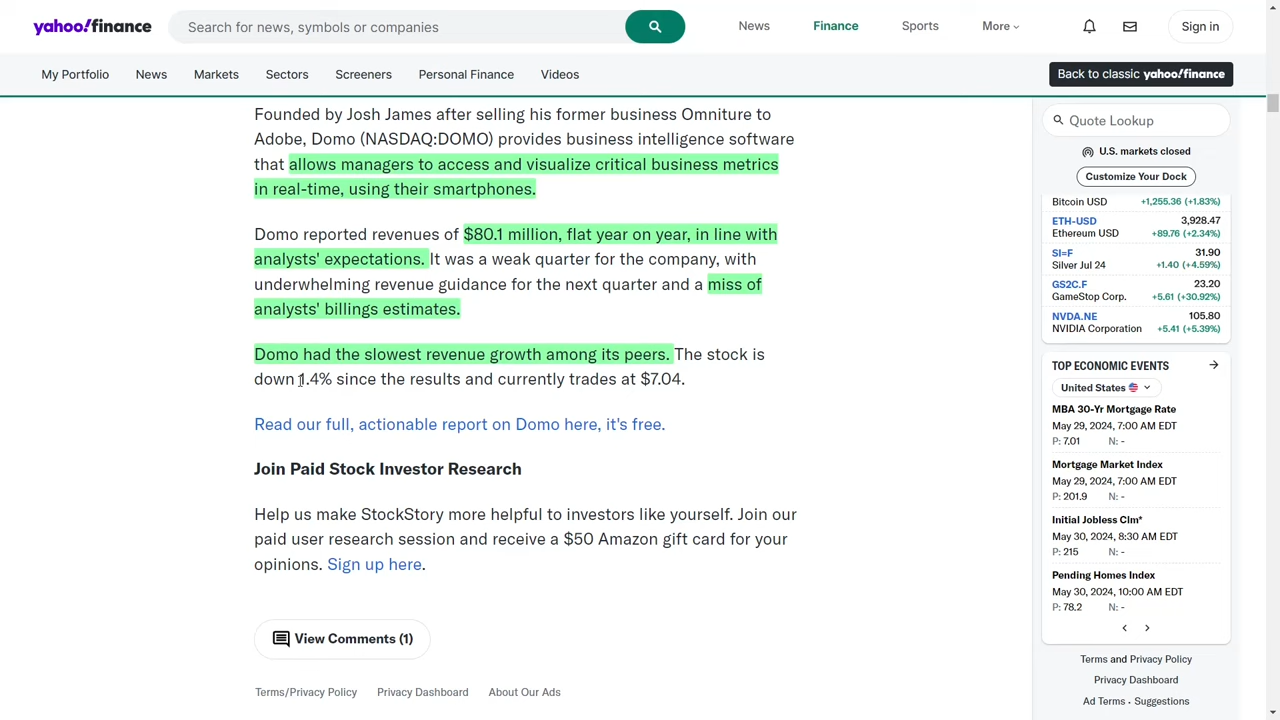 yahoo!finance
Search for news, symbols or companies
News
Finance
Sports
More
Sign in
My Portfolio
News
Markets
Sectors
Screeners
Personal Finance
Videos
Back to classic yahoo!finance
Founded by Josh James after selling his former business Omniture to
Adobe, Domo (NASDAQ:DOMO) provides business intelligence software
that allows managers to access and visualize critical business metrics
in real-time, using their smartphones.
Domo reported revenues of $80.1 million, flat year on year, in line with
analysts' expectations. It was a weak quarter for the company, with
underwhelming revenue guidance for the next quarter and a miss of
analysts' billings estimates.
Domo had the slowest revenue growth among its peers. The stock is
down 1.4% since the results and currently trades at $7.04.
Read our full, actionable report on Domo here, it's free.
Join Paid Stock Investor Research
Help us make StockStory more helpful to investors like yourself. Join our
paid user research session and receive a $50 Amazon gift card for your
opinions. Sign up here.
View Comments (1)
Terms/Privacy Policy
Privacy Dashboard
About Our Ads
Quote Lookup
U.S. markets closed
Customize Your Dock
Bitcoin USD +1,255.36 (+1.83%)
ETH-USD 3,928.47
Ethereum USD +89.76 (+2.34%)
SI=F 31.90
Silver Jul 24 +1.40 (+4.59%)
GS2C.F 23.20
GameStop Corp. +5.61 (+30.92%)
NVDA.NE 105.80
NVIDIA Corporation +5.41 (+5.39%)
TOP ECONOMIC EVENTS
United States
MBA 30-Yr Mortgage Rate
May 29, 2024, 7:00 AM EDT
P: 7.01 N: -
Mortgage Market Index
May 29, 2024, 7:00 AM EDT
P: 201.9 N: -
Initial Jobless Clm*
May 30, 2024, 8:30 AM EDT
P: 215 N: -
Pending Homes Index
May 30, 2024, 10:00 AM EDT
P: 78.2 N: -
Terms and Privacy Policy
Privacy Dashboard
Ad Terms • Suggestions